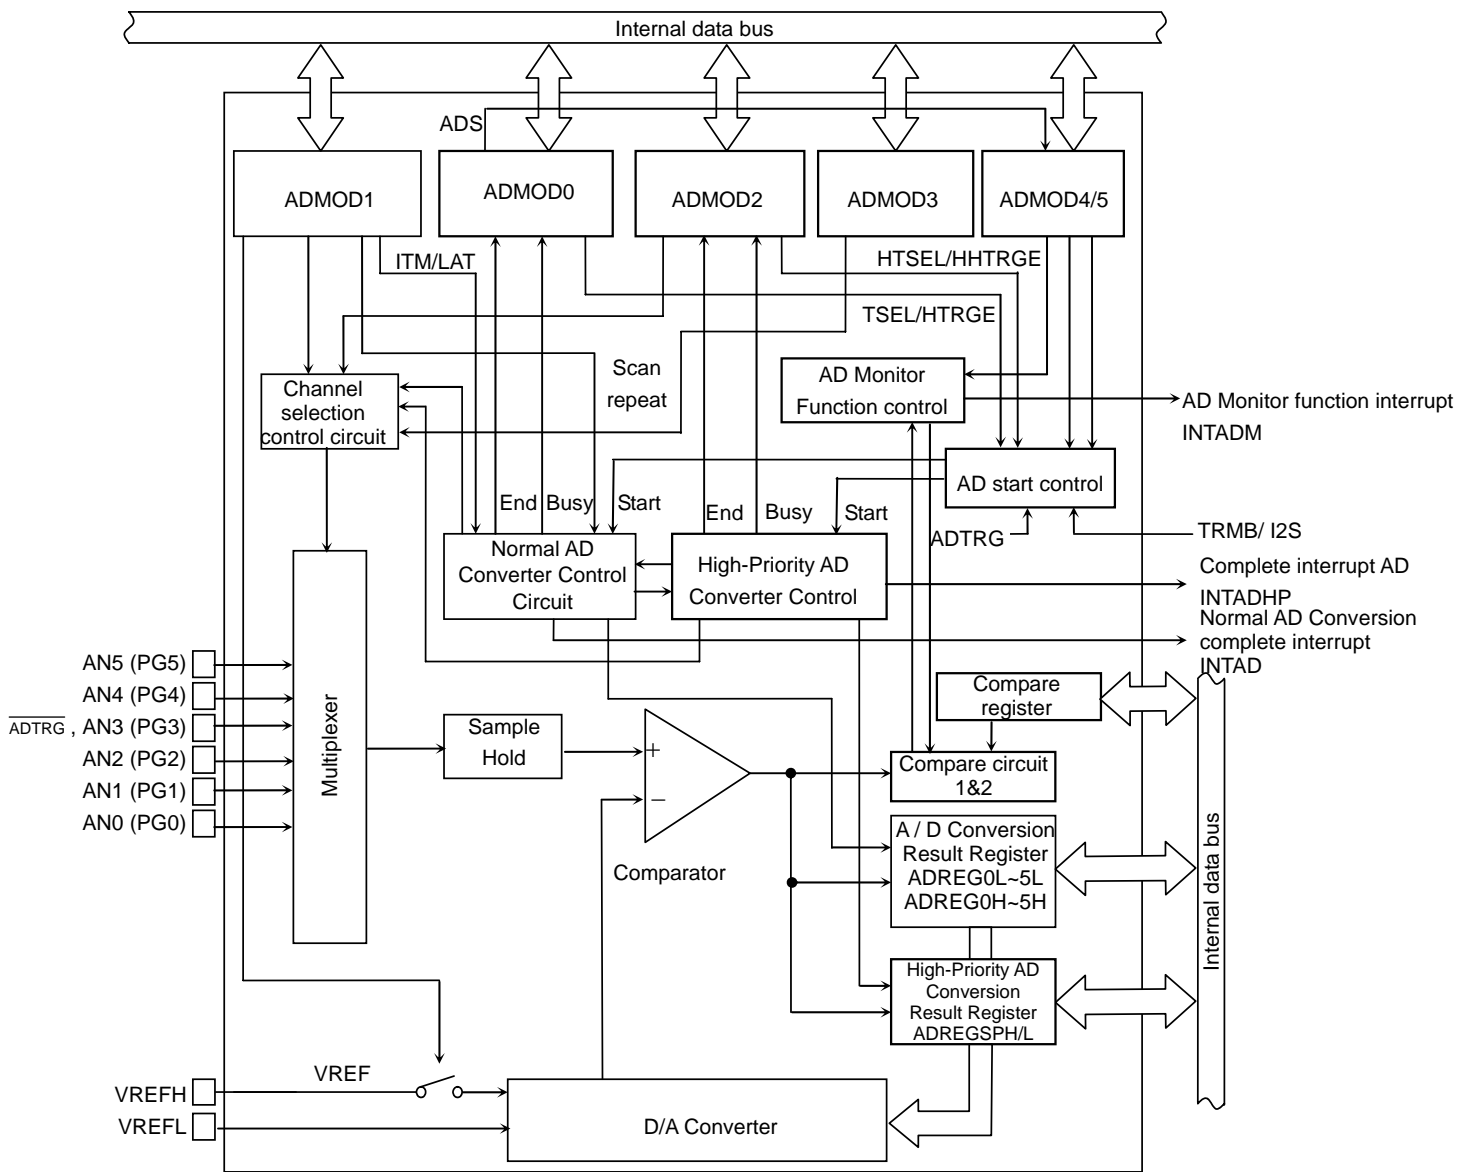 Internal data bus
ADS
ADMOD1
ADMOD0
ADMOD2
ADMOD3
ADMOD4/5
ITM/LAT
HTSEL/HHTRGE
TSEL/HTRGE
Channel
selection
control circuit
Scan
repeat
AD Monitor
Function control
AD Monitor function interrupt
INTADM
AD start control
End
Busy
Start
End
Busy
Start
ADTRG
TRMB/ I2S
Normal AD
Converter Control
Circuit
High-Priority AD
Converter Control
Complete interrupt AD
INTADHP
Normal AD Conversion
complete interrupt
INTAD
AN5 (PG5)
AN4 (PG4)
ADTRG , AN3 (PG3)
AN2 (PG2)
AN1 (PG1)
AN0 (PG0)
Multiplexer
Sample
Hold
+
−
Comparator
Compare
register
Compare circuit
1&2
A / D Conversion
Result Register
ADREG0L~5L
ADREG0H~5H
High-Priority AD
Conversion
Result Register
ADREGSPH/L
Internal data bus
VREFH
VREF
VREFL
D/A Converter